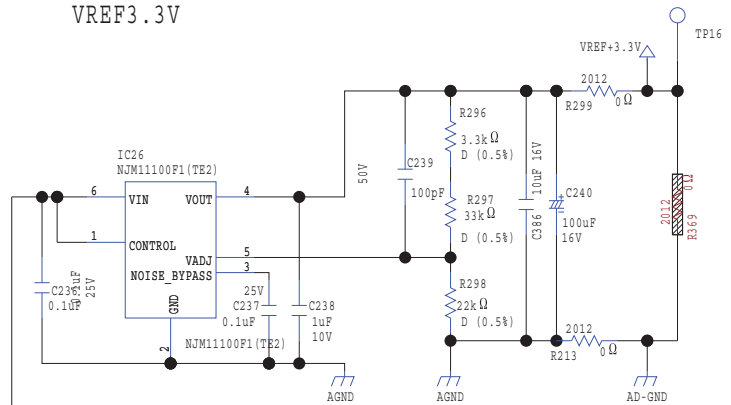 VREF3.3V
TP16
VREF+3.3V
2012
0Ω
R299
R296
3.3kΩ
D (0.5%)
IC26
NJM11100F1(TE2)
50V
C239
100pF
R297
33kΩ
D (0.5%)
10uF 16V
C386
C240
100uF
16V
0Ω
2012
R369
6
VIN
VOUT
4
1
CONTROL
VADJ
5
NOISE_BYPASS
3
GND
2
NJM11100F1(TE2)
0.1uF
25V
25V
C237
0.1uF
C238
1uF
10V
R298
22kΩ
D (0.5%)
2012
0Ω
R213
AGND
AGND
AD-GND